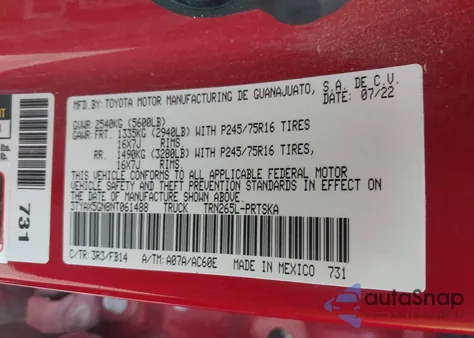 MFD.BY:TOYOTA MOTOR MANUFACTURING DE GUANAJUATO, S.A. DE C.V.
DATE: 07/22
GVWR 2540KG (5600LB)
GAWR FRT. 1335KG (2940LB) WITH P245/75R16 TIRES
16X7J RIMS.
RR. 1490KG (3280LB) WITH P245/75R16 TIRES,
16X7J RIMS.
THIS VEHICLE CONFORMS TO ALL APPLICABLE FEDERAL MOTOR
VEHICLE SAFETY AND THEFT PREVENTION STANDARDS IN EFFECT ON
THE DATE OF MANUFACTURE SHOWN ABOVE.
3TYAX5GN0NT061488 TRUCK TRN265L-PRTSKA
C/TR: 3R3/FB14 A/TM: A07A/AC60E MADE IN MEXICO 731
731
autoSnap